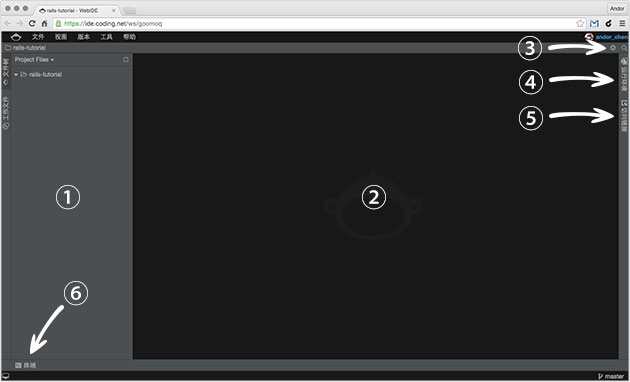 Andor
rails-tutorial - WebIDE
https://ide.coding.net/ws/goomoq
文件 视图 版本 工具 帮助
andor_chen
rails-tutorial
③
Project Files
文件树
rails-tutorial
运行环境
④
工作文件
访问链接
⑤
①
②
⑥
终端
master